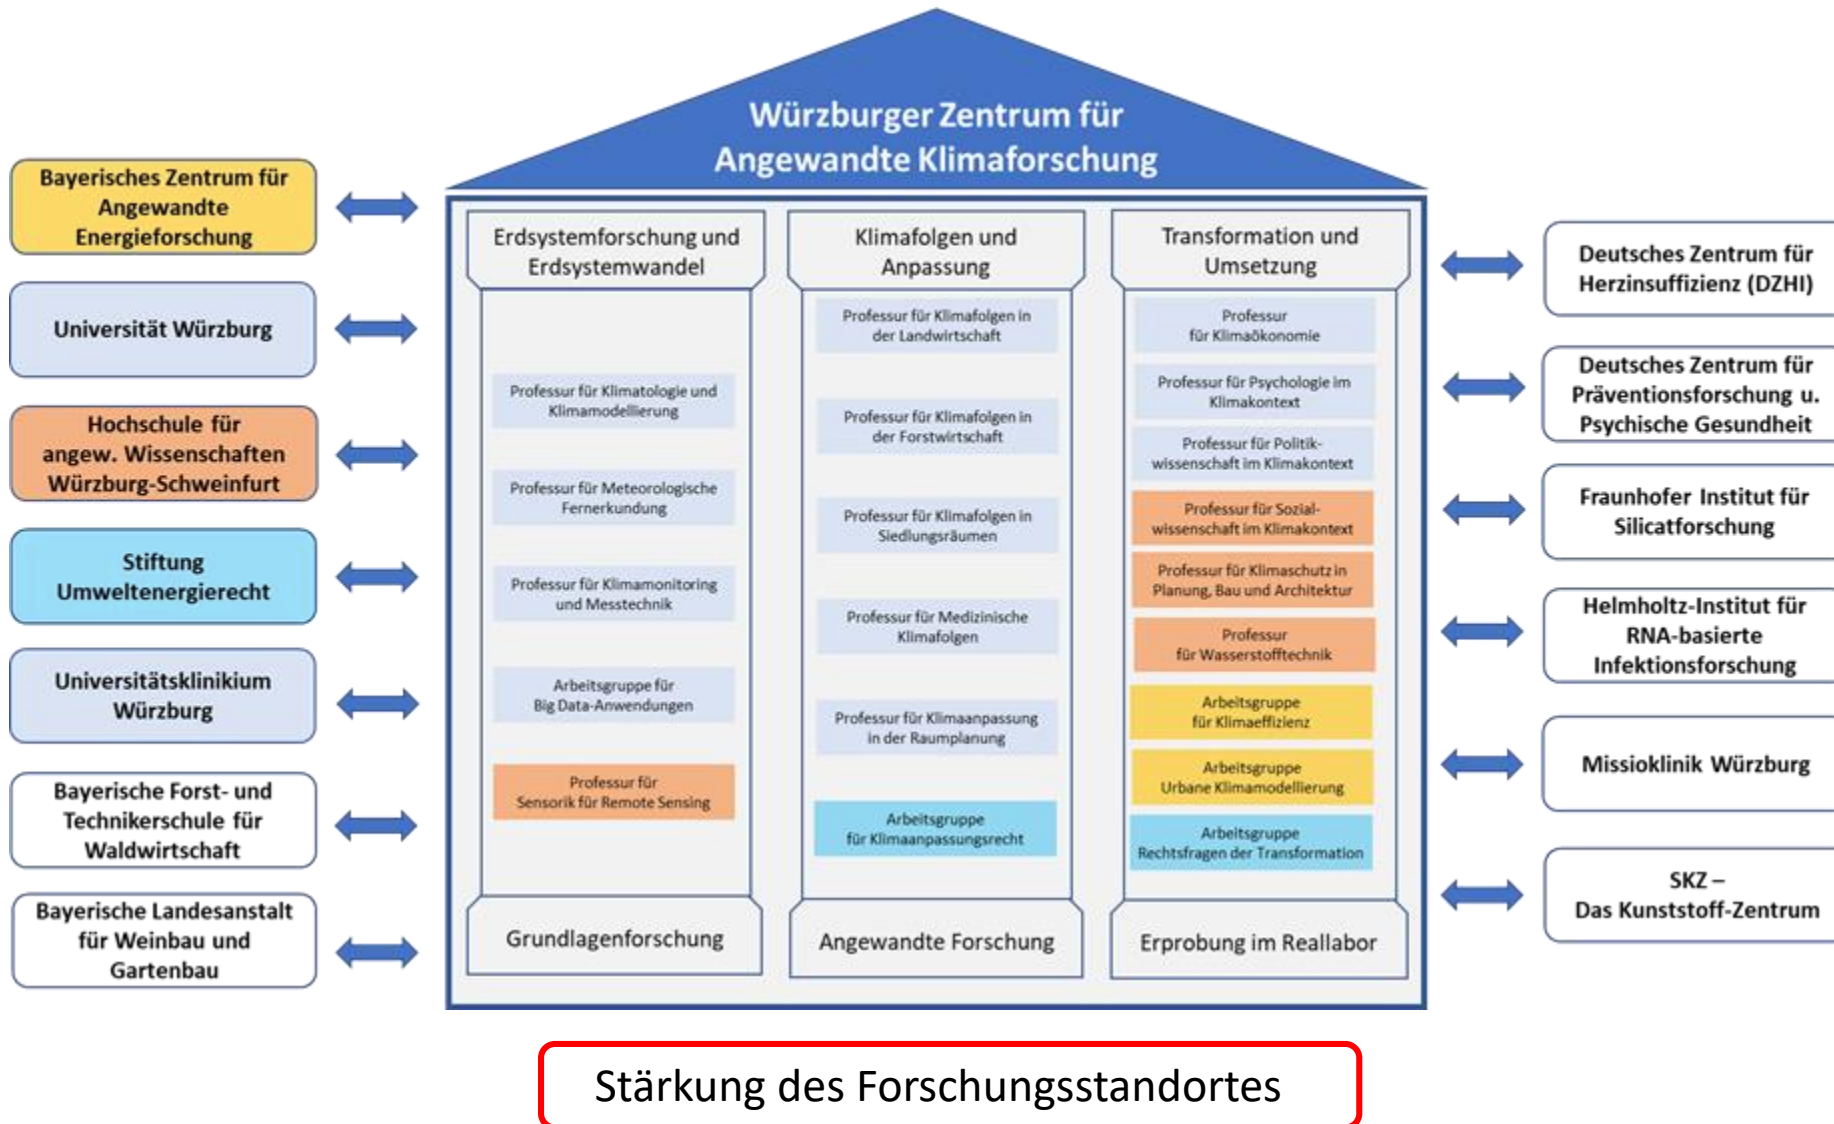 Würzburger Zentrum für
Angewandte Klimaforschung
Bayerisches Zentrum für
Angewandte
Energieforschung
Universität Würzburg
Hochschule für
angew. Wissenschaften
Würzburg-Schweinfurt
Stiftung
Umweltenergierecht
Universitätsklinikium
Würzburg
Bayerische Forst- und
Technikerschule für
Waldwirtschaft
Bayerische Landesanstalt
für Weinbau und
Gartenbau
Erdsystemforschung und
Erdsystemwandel
Professur für Klimatologie und
Klimamodellierung
Professur für Meteorologische
Fernerkundung
Professur für Klimamonitoring
und Messtechnik
Arbeitsgruppe für
Big Data-Anwendungen
Professur für
Sensorik für Remote Sensing
Grundlagenforschung
Klimafolgen und
Anpassung
Professur für Klimafolgen in
der Landwirtschaft
Professur für Klimafolgen in
der Forstwirtschaft
Professur für Klimafolgen in
Siedlungsräumen
Professur für Medizinische
Klimafolgen
Professur für Klimaanpassung
in der Raumplanung
Arbeitsgruppe
für Klimaanpassungsrecht
Angewandte Forschung
Transformation und
Umsetzung
Professur
für Klimaökonomie
Professur für Psychologie im
Klimakontext
Professur für Politik-
wissenschaft im Klimakontext
Professur für Sozial-
wissenschaft im Klimakontext
Professur für Klimaschutz in
Planung, Bau und Architektur
Professur
für Wasserstofftechnik
Arbeitsgruppe
für Klimaeffizienz
Arbeitsgruppe
Urbane Klimamodellierung
Arbeitsgruppe
Rechtsfragen der Transformation
Erprobung im Reallabor
Deutsches Zentrum für
Herzinsuffizienz (DZHI)
Deutsches Zentrum für
Präventionsforschung u.
Psychische Gesundheit
Fraunhofer Institut für
Silicatforschung
Helmholtz-Institut für
RNA-basierte
Infektionsforschung
Missioklinik Würzburg
SKZ –
Das Kunststoff-Zentrum
Stärkung des Forschungsstandortes